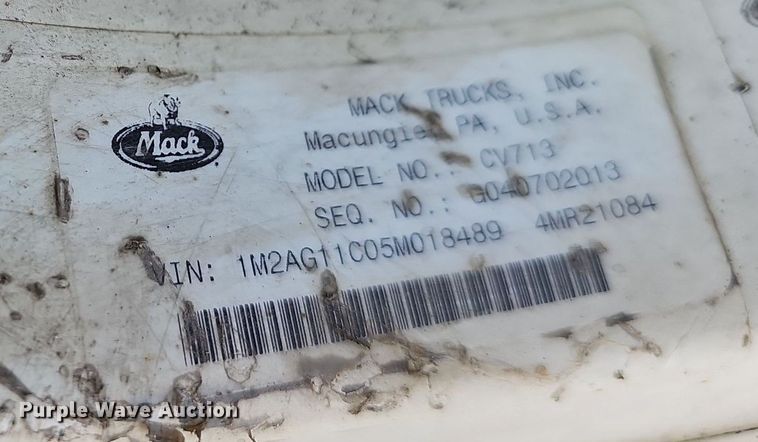 Mack
MACK TRUCKS, INC.
Macungie, PA, U.S.A.
MODEL NO.: CV713
SEQ. NO.: G040702013
VIN: 1M2AG11C05M018489 4MR21084
Purple Wave Auction